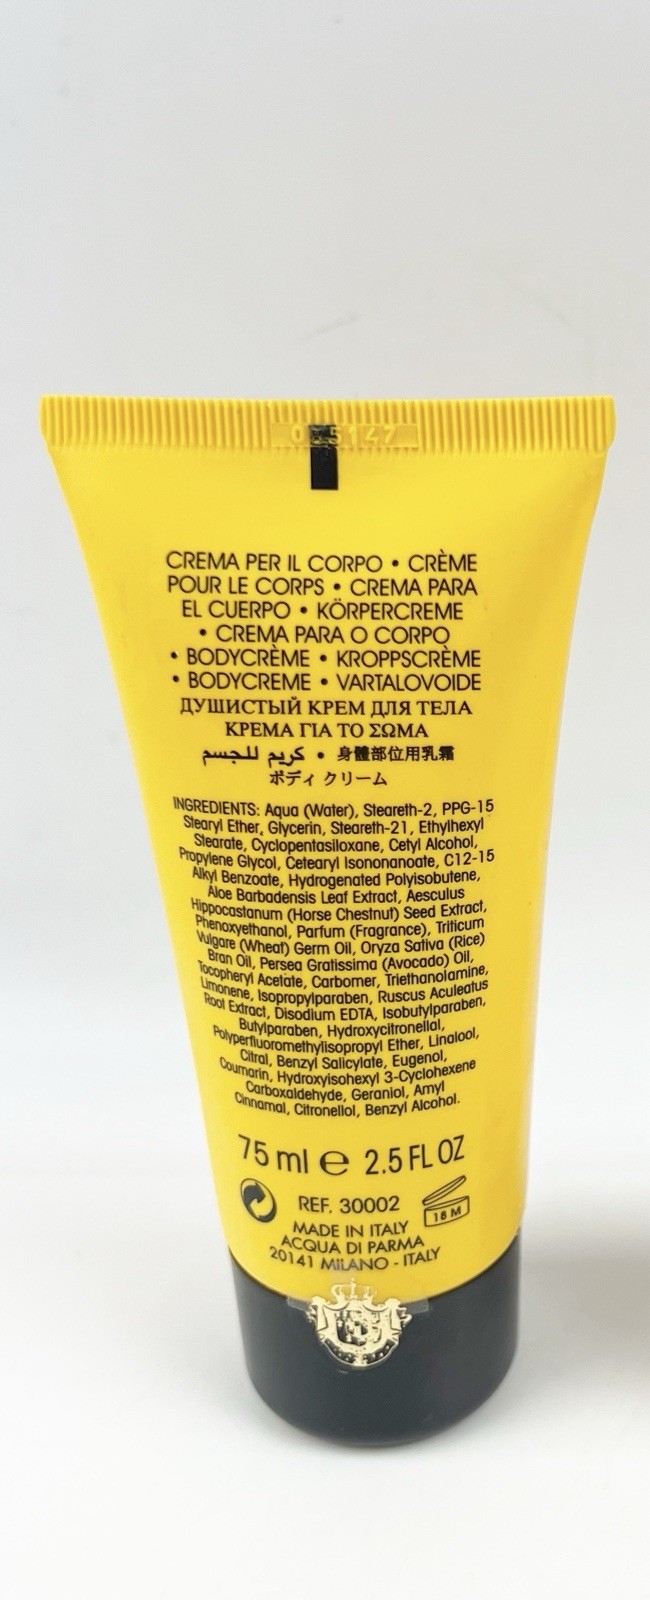 CREMA PER IL CORPO • CRÈME
POUR LE CORPS • CREMA PARA
EL CUERPO • KÖRPERCREME
• CREMA PARA O CORPO
• BODYCRÈME • KROPPSCRÈME
• BODYCREME • VARTALOVOIDE
ДУШИСТЫЙ КРЕМ ДЛЯ ТЕЛА
ΚΡΕΜΑ ΓΙΑ ΤΟ ΣΩΜΑ
كريم للجسم • 身體部位用乳霜
ボディ クリーム
INGREDIENTS: Aqua (Water), Steareth-2, PPG-15
Stearyl Ether, Glycerin, Steareth-21, Ethylhexyl
Stearate, Cyclopentasiloxane, Cetyl Alcohol,
Propylene Glycol, Cetearyl Isononanoate, C12-15
Alkyl Benzoate, Hydrogenated Polyisobutene,
Aloe Barbadensis Leaf Extract, Aesculus
Hippocastanum (Horse Chestnut) Seed Extract,
Phenoxyethanol, Parfum (Fragrance), Triticum
Vulgare (Wheat) Germ Oil, Oryza Sativa (Rice)
Bran Oil, Persea Gratissima (Avocado) Oil,
Tocopheryl Acetate, Carbomer, Triethanolamine,
Limonene, Isopropylparaben, Ruscus Aculeatus
Root Extract, Disodium EDTA, Isobutylparaben,
Butylparaben, Hydroxycitronellal,
Polyperfluoromethylisopropyl Ether, Linalool,
Citral, Benzyl Salicylate, Eugenol,
Coumarin, Hydroxyisohexyl 3-Cyclohexene
Carboxaldehyde, Geraniol, Amyl
Cinnamal, Citronellol, Benzyl Alcohol.
75 ml ℮ 2.5 FL OZ
REF. 30002
18 M
MADE IN ITALY
ACQUA DI PARMA
20141 MILANO - ITALY